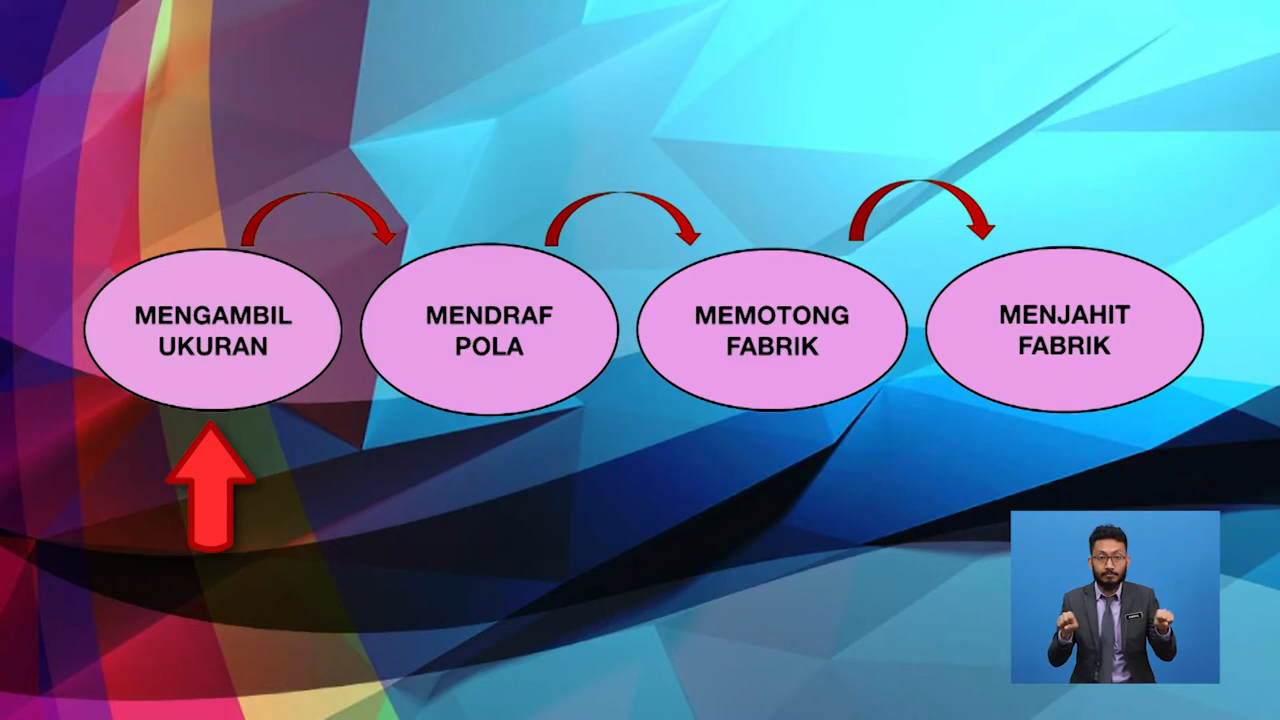 MENGAMBIL
UKURAN
MENDRAF
POLA
MEMOTONG
FABRIK
MENJAHIT
FABRIK